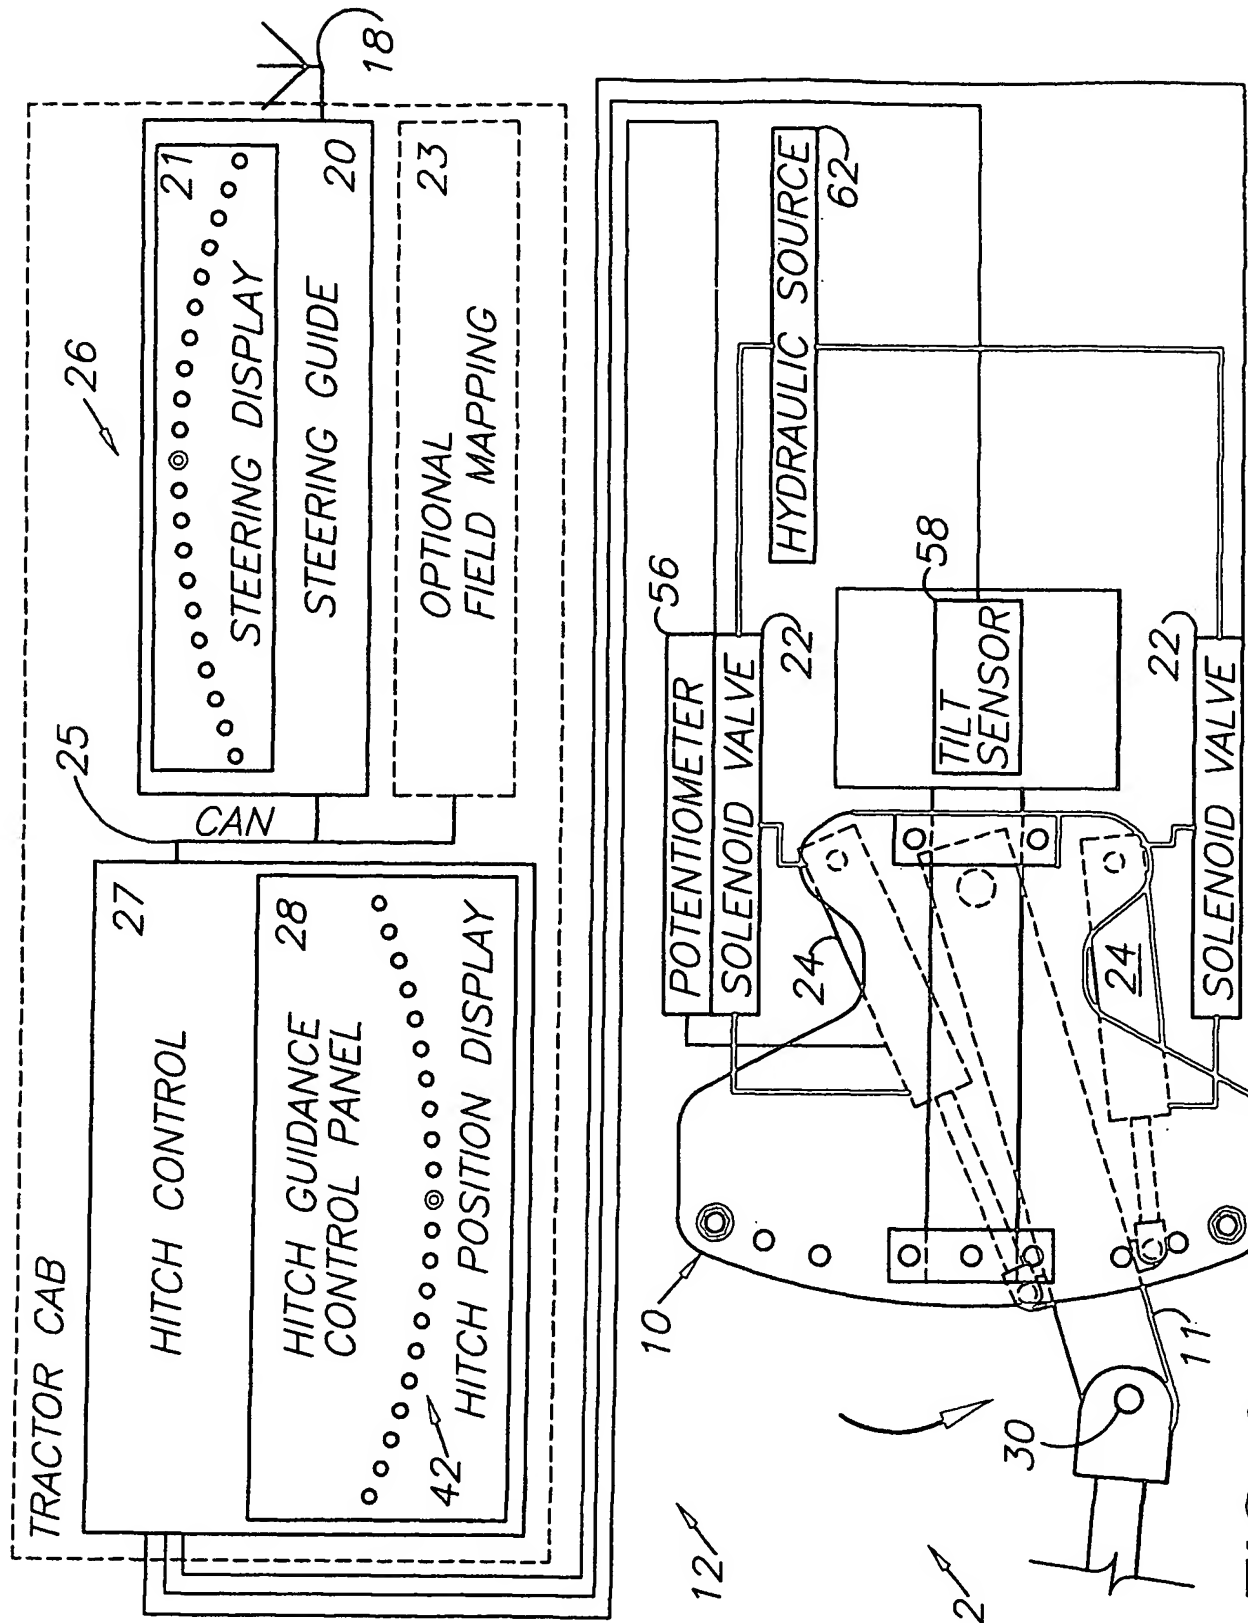 TRACTOR CAB
HITCH CONTROL
27
HITCH GUIDANCE
CONTROL PANEL
28
42
HITCH POSITION DISPLAY
25
CAN
26
21
STEERING DISPLAY
STEERING GUIDE
20
18
OPTIONAL
FIELD MAPPING
23
12
10
POTENTIOMETER
56
SOLENOID VALVE
22
HYDRAULIC SOURCE
62
24
TILT
SENSOR
58
24
22
SOLENOID VALVE
2
30
11